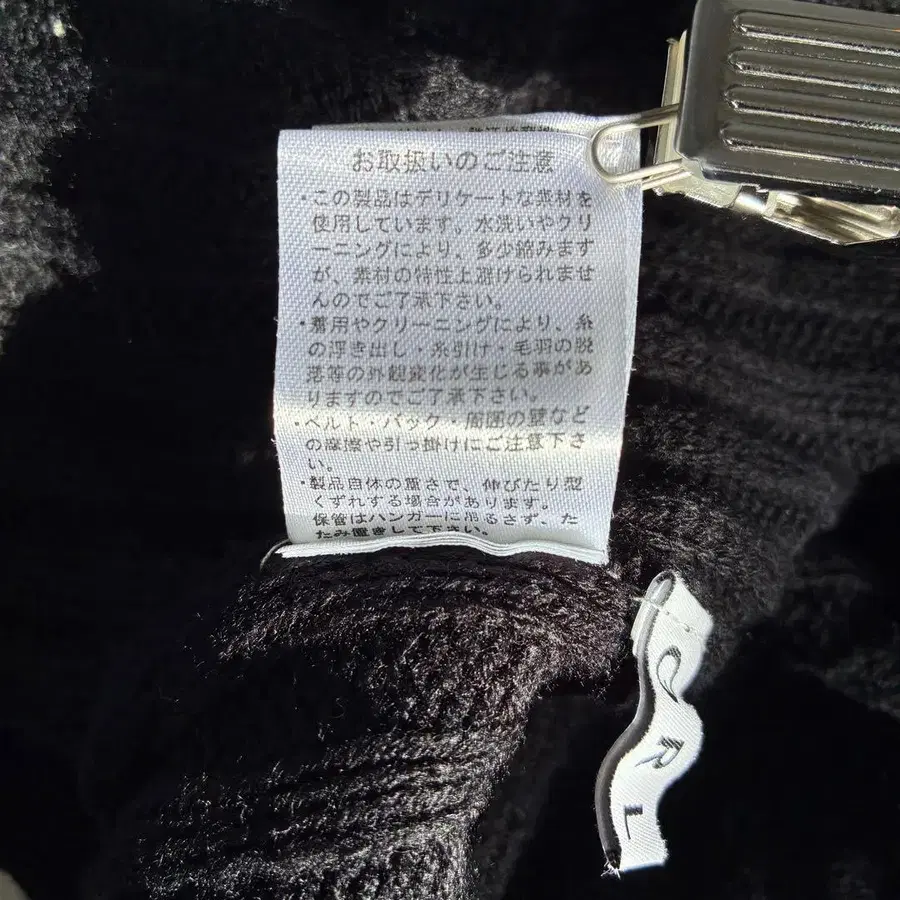 お取扱いのご注意
・この製品はデリケートな素材を
使用しています。水洗いやクリ
ーニングにより、多少縮みます
が、素材の特性上避けられませ
んのでご了承下さい。
・着用やクリーニングにより、糸
の浮き出し・糸引け・毛羽の脱
落等の外観変化が生じる事があ
りますのでご了承下さい。
・ベルト・バック・周囲の壁など
の摩擦や引っ掛けにご注意下さ
い。
・製品自体の重さで、伸びたり型
くずれする場合があります。
保管はハンガーに吊るさず、た
たみ置きして下さい。
G R L